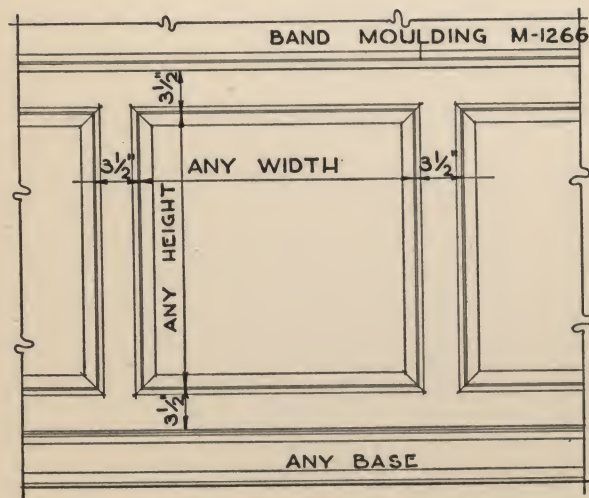 BAND MOULDING M-1266
3½"
3½"
ANY WIDTH
3½"
ANY HEIGHT
3½"
ANY BASE